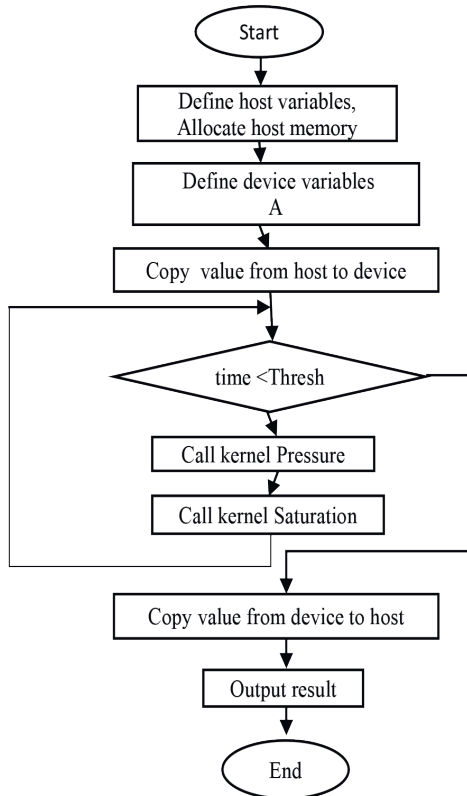 Start
Define host variables,
Allocate host memory
Define device variables
A
Copy value from host to device
time <Thresh
Call kernel Pressure
Call kernel Saturation
Copy value from device to host
Output result
End